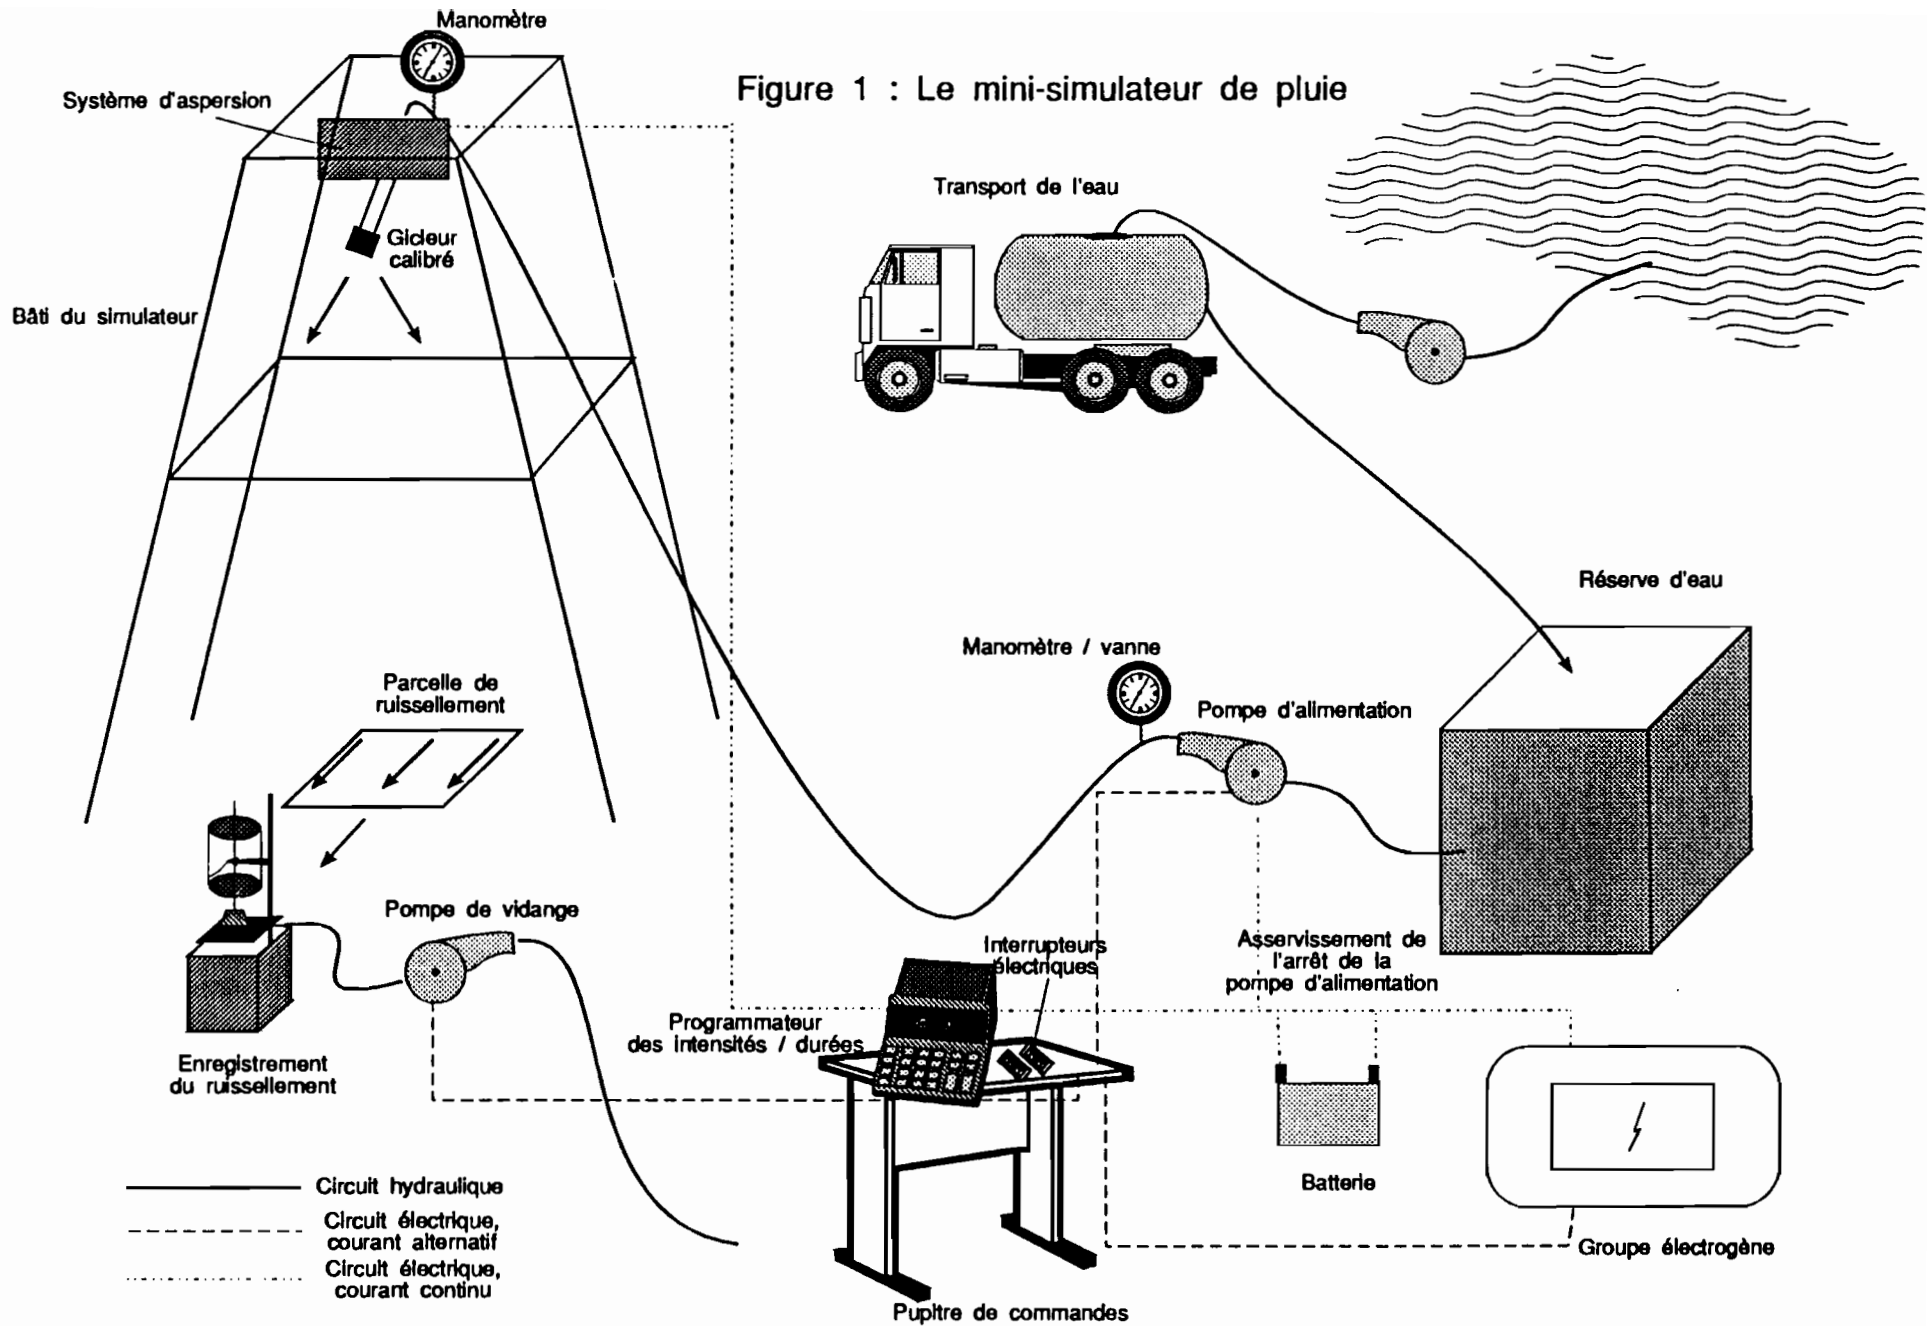 Manomètre
Figure 1 : Le mini-simulateur de pluie
Système d'aspersion
Transport de l'eau
Gicleur
calibré
Bâti du simulateur
Réserve d'eau
Manomètre / vanne
Pompe d'alimentation
Parcelle de
ruissellement
Pompe de vidange
Interrupteurs
électriques
Asservissement de
l'arrêt de la
pompe d'alimentation
Programmateur
des intensités / durées
Enregistrement
du ruissellement
Batterie
Groupe électrogène
Circuit hydraulique
Circuit électrique,
courant alternatif
Circuit électrique,
courant continu
Pupitre de commandes